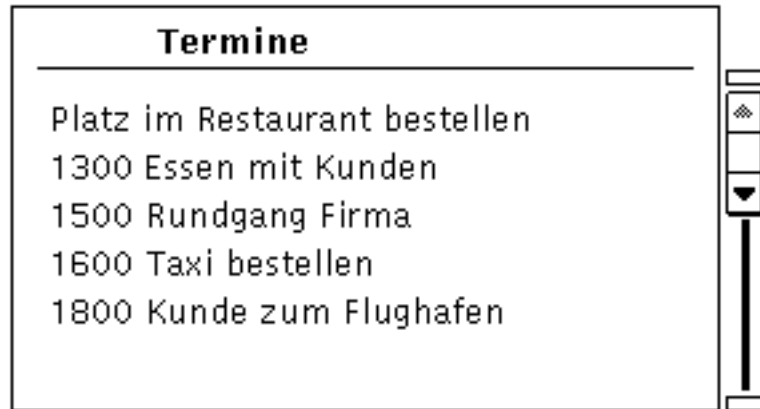 Termine
Platz im Restaurant bestellen
1300 Essen mit Kunden
1500 Rundgang Firma
1600 Taxi bestellen
1800 Kunde zum Flughafen